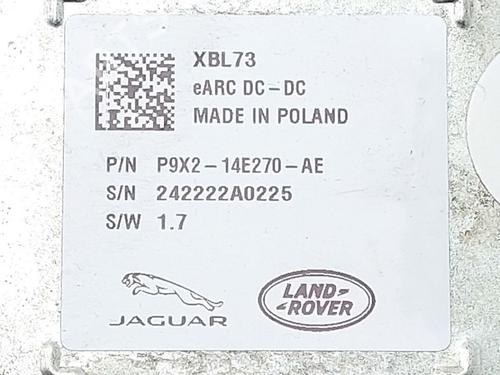 XBL73
eARC DC-DC
MADE IN POLAND
P/N P9X2-14E270-AE
S/N 242222A0225
S/W 1.7
JAGUAR
LAND-
-ROVER